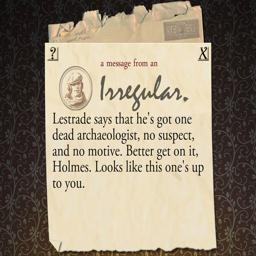 ? X
a message from an
Irregular.
Lestrade says that he's got one
dead archaeologist, no suspect,
and no motive. Better get on it,
Holmes. Looks like this one's up
to you.